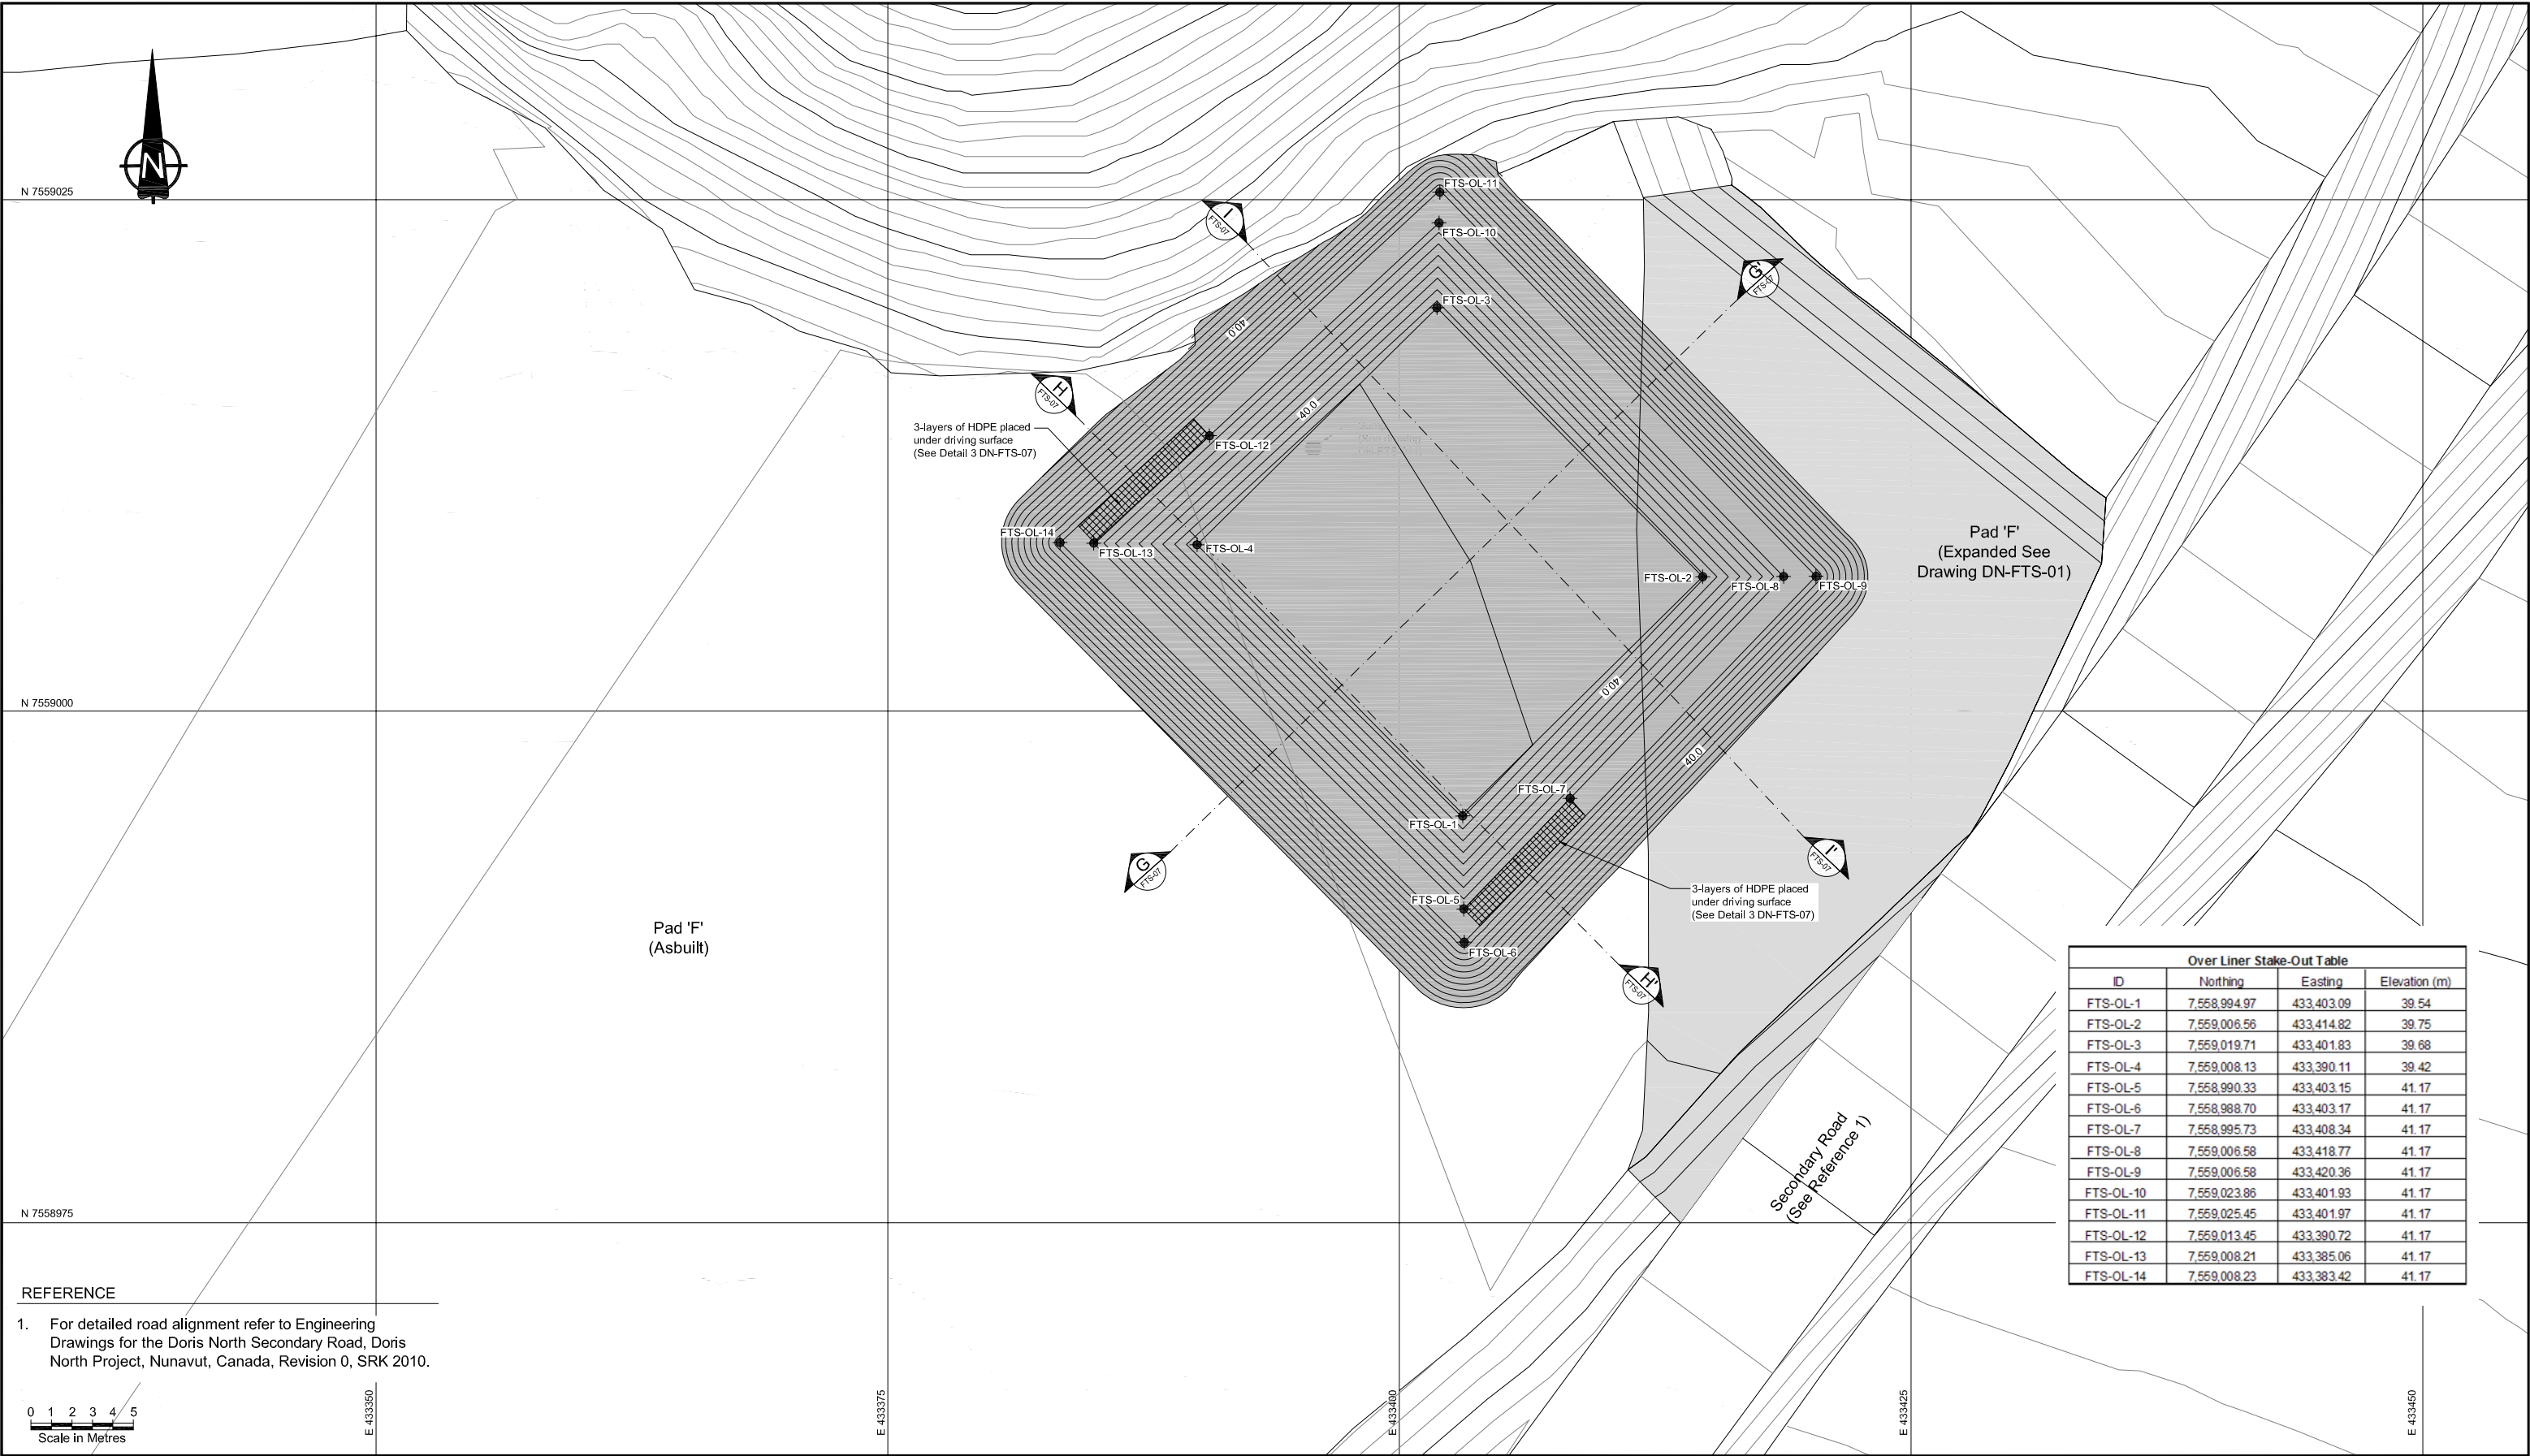 N
N 7559025
N 7559000
N 7558975
E 433350
E 433375
E 433400
E 433425
E 433450
FTS-OL-11
FTS-OL-10
FTS-OL-3
I
FTS-07
G'
FTS-07
H
FTS-07
40.0
40.0
3-layers of HDPE placed
under driving surface
(See Detail 3 DN-FTS-07)
FTS-OL-12
FTS-OL-14
FTS-OL-13
FTS-OL-4
FTS-OL-2
FTS-OL-8
FTS-OL-9
Pad 'F'
(Expanded See
Drawing DN-FTS-01)
40.0
40.0
FTS-OL-7
FTS-OL-1
G
FTS-07
I'
FTS-07
FTS-OL-5
3-layers of HDPE placed
under driving surface
(See Detail 3 DN-FTS-07)
FTS-OL-6
H'
FTS-07
Pad 'F'
(Asbuilt)
Secondary Road
(See Reference 1)
Over Liner Stake-Out Table
ID Northing Easting Elevation (m)
FTS-OL-1 7,558,994.97 433,403.09 39.54
FTS-OL-2 7,559,006.56 433,414.82 39.75
FTS-OL-3 7,559,019.71 433,401.83 39.68
FTS-OL-4 7,559,008.13 433,390.11 39.42
FTS-OL-5 7,558,990.33 433,403.15 41.17
FTS-OL-6 7,558,988.70 433,403.17 41.17
FTS-OL-7 7,558,995.73 433,408.34 41.17
FTS-OL-8 7,559,006.58 433,418.77 41.17
FTS-OL-9 7,559,006.58 433,420.36 41.17
FTS-OL-10 7,559,023.86 433,401.93 41.17
FTS-OL-11 7,559,025.45 433,401.97 41.17
FTS-OL-12 7,559,013.45 433,390.72 41.17
FTS-OL-13 7,559,008.21 433,385.06 41.17
FTS-OL-14 7,559,008.23 433,383.42 41.17
REFERENCE
1. For detailed road alignment refer to Engineering
Drawings for the Doris North Secondary Road, Doris
North Project, Nunavut, Canada, Revision 0, SRK 2010.
0 1 2 3 4 5
Scale in Metres